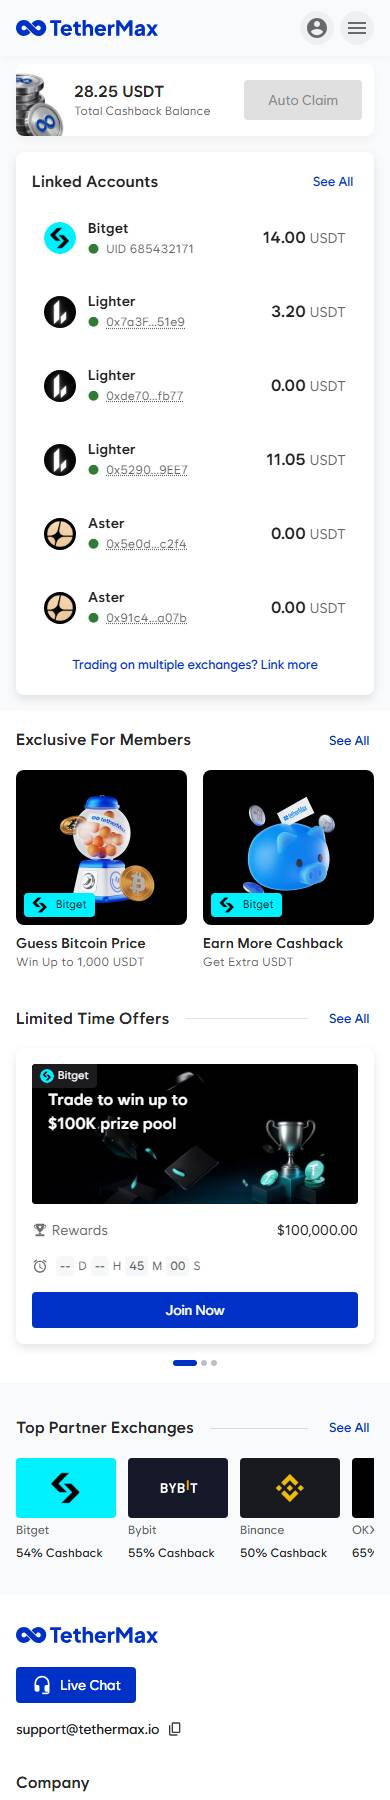 TetherMax
28.25 USDT
Total Cashback Balance
Auto Claim
Linked Accounts
See All
Bitget
UID 685432171
14.00 USDT
Lighter
0x7a3F...51e9
3.20 USDT
Lighter
0xde70...fb77
0.00 USDT
Lighter
0x5290...9EE7
11.05 USDT
Aster
0x5e0d...c2f4
0.00 USDT
Aster
0x91c4...a07b
0.00 USDT
Trading on multiple exchanges? Link more
Exclusive For Members
See All
TetherMax
Bitget
TetherMax
Bitget
Guess Bitcoin Price
Win Up to 1,000 USDT
Earn More Cashback
Get Extra USDT
Limited Time Offers
See All
Bitget
Trade to win up to
$100K prize pool
Rewards
$100,000.00
-- D -- H 45 M 00 S
Join Now
Top Partner Exchanges
See All
BYBIT
Bitget
54% Cashback
Bybit
55% Cashback
Binance
50% Cashback
OKX
65%
TetherMax
Live Chat
support@tethermax.io
Company